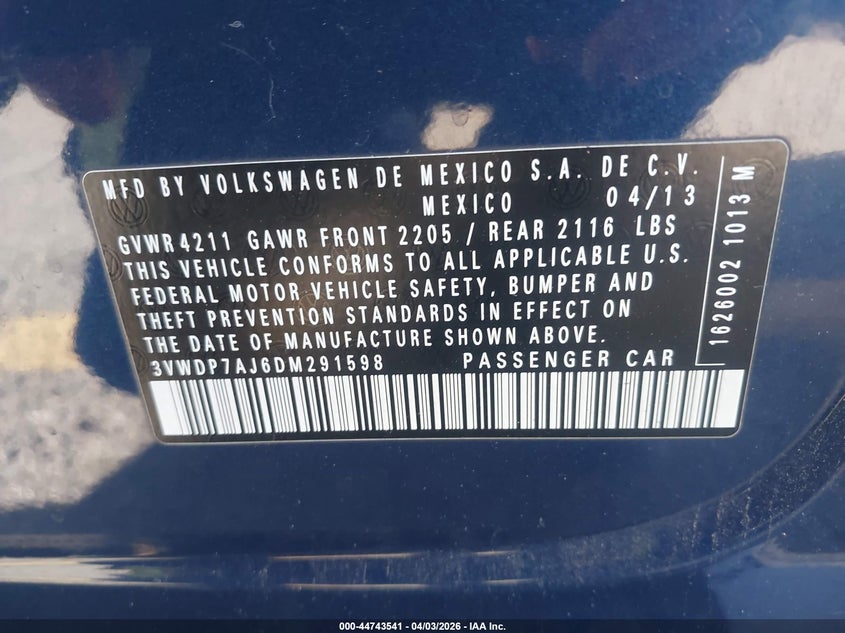 MFD BY VOLKSWAGEN DE MEXICO S.A. DE C.V.
MEXICO 04/13
GVWR 4211 GAWR FRONT 2205 / REAR 2116 LBS
THIS VEHICLE CONFORMS TO ALL APPLICABLE U.S.
FEDERAL MOTOR VEHICLE SAFETY, BUMPER AND
THEFT PREVENTION STANDARDS IN EFFECT ON
THE DATE OF MANUFACTURE SHOWN ABOVE.
3VWDP7AJ6DM291598 PASSENGER CAR
1626002 1013 M
000-44743541 - 04/03/2026 - IAA Inc.